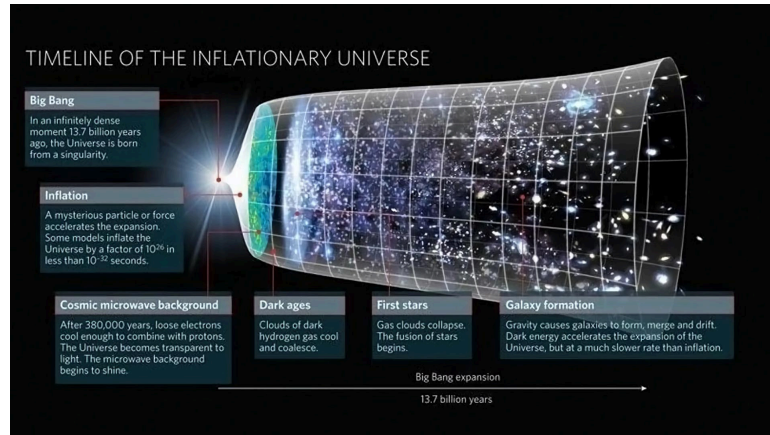 TIMELINE OF THE INFLATIONARY UNIVERSE
Big Bang
In an infinitely dense
moment 13.7 billion years
ago, the Universe is born
from a singularity.
Inflation
A mysterious particle or force
accelerates the expansion.
Some models inflate the
Universe by a factor of 10²⁶ in
less than 10⁻³² seconds.
Cosmic microwave background
After 380,000 years, loose electrons
cool enough to combine with protons.
The Universe becomes transparent to
light. The microwave background
begins to shine.
Dark ages
Clouds of dark
hydrogen gas cool
and coalesce.
First stars
Gas clouds collapse.
The fusion of stars
begins.
Galaxy formation
Gravity causes galaxies to form, merge and drift.
Dark energy accelerates the expansion of the
Universe, but at a much slower rate than inflation.
Big Bang expansion
13.7 billion years